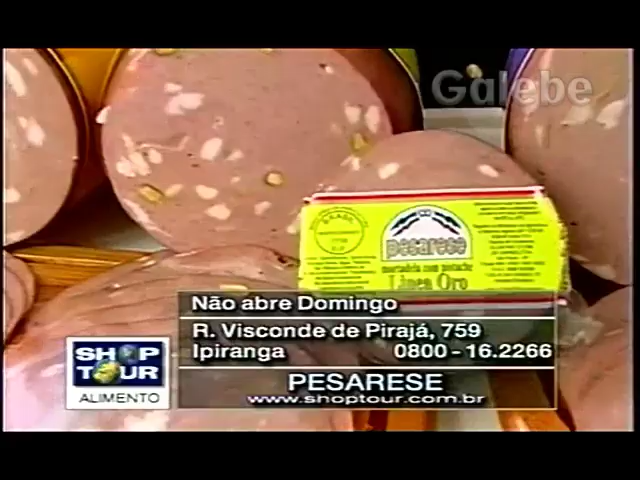 Galebe
BRASIL
pesarese
mortadela com pistache
Linea Oro
Não abre Domingo
R. Visconde de Pirajá, 759
Ipiranga 0800-16.2266
SHOP
TOUR
ALIMENTO
PESARESE
www.shoptour.com.br